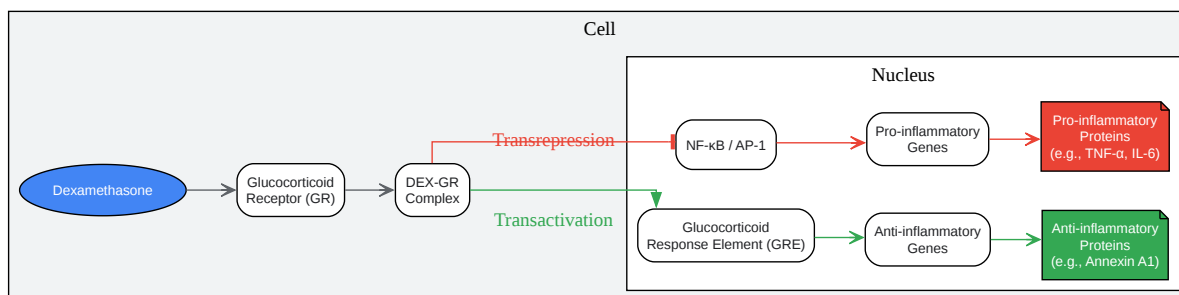 Cell
Nucleus
Transrepression
NF-κB / AP-1
Pro-inflammatory
Genes
Pro-inflammatory
Proteins
(e.g., TNF-α, IL-6)
Dexamethasone
Glucocorticoid
Receptor (GR)
DEX-GR
Complex
Transactivation
Glucocorticoid
Response Element (GRE)
Anti-inflammatory
Genes
Anti-inflammatory
Proteins
(e.g., Annexin A1)